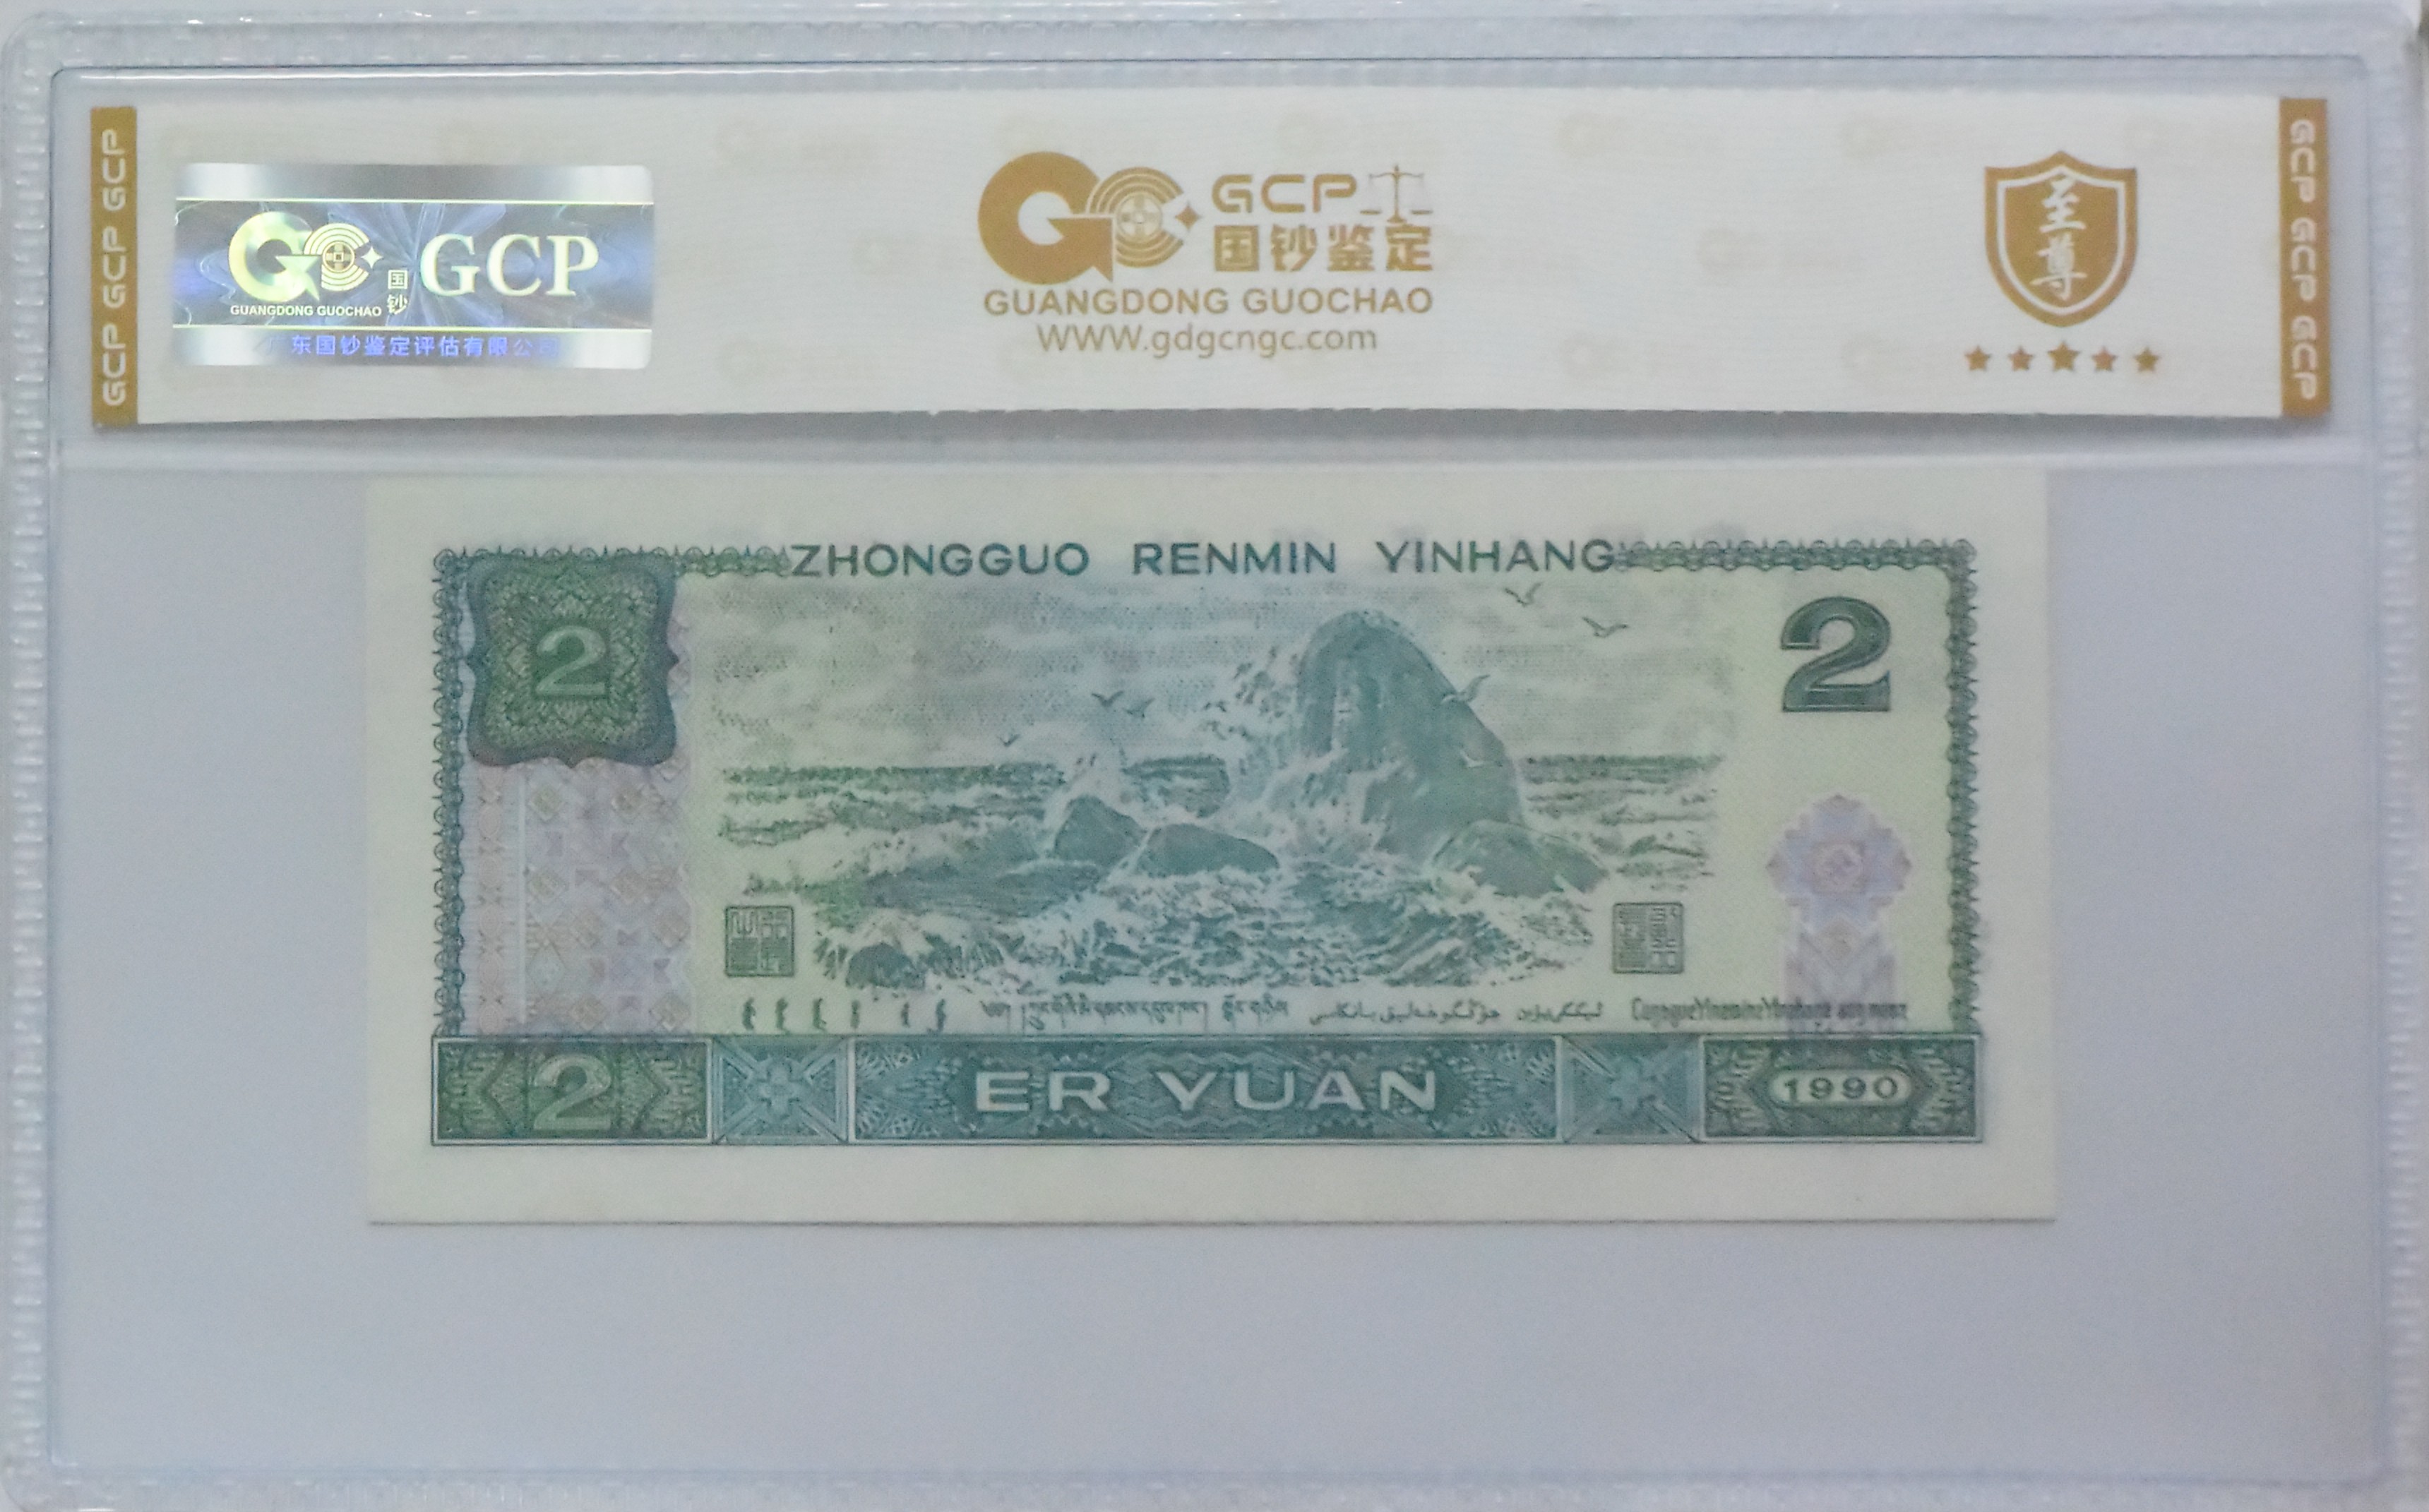 GCP GCP GCP
国钞
GCP
GUANGDONG GUOCHAO
广东国钞鉴定评估有限公司
GCP
国钞鉴定
GUANGDONG GUOCHAO
WWW.gdgcngc.com
至尊
GCP GCP GCP
ZHONGGUO RENMIN YINHANG
2
2
2
ER YUAN
1990